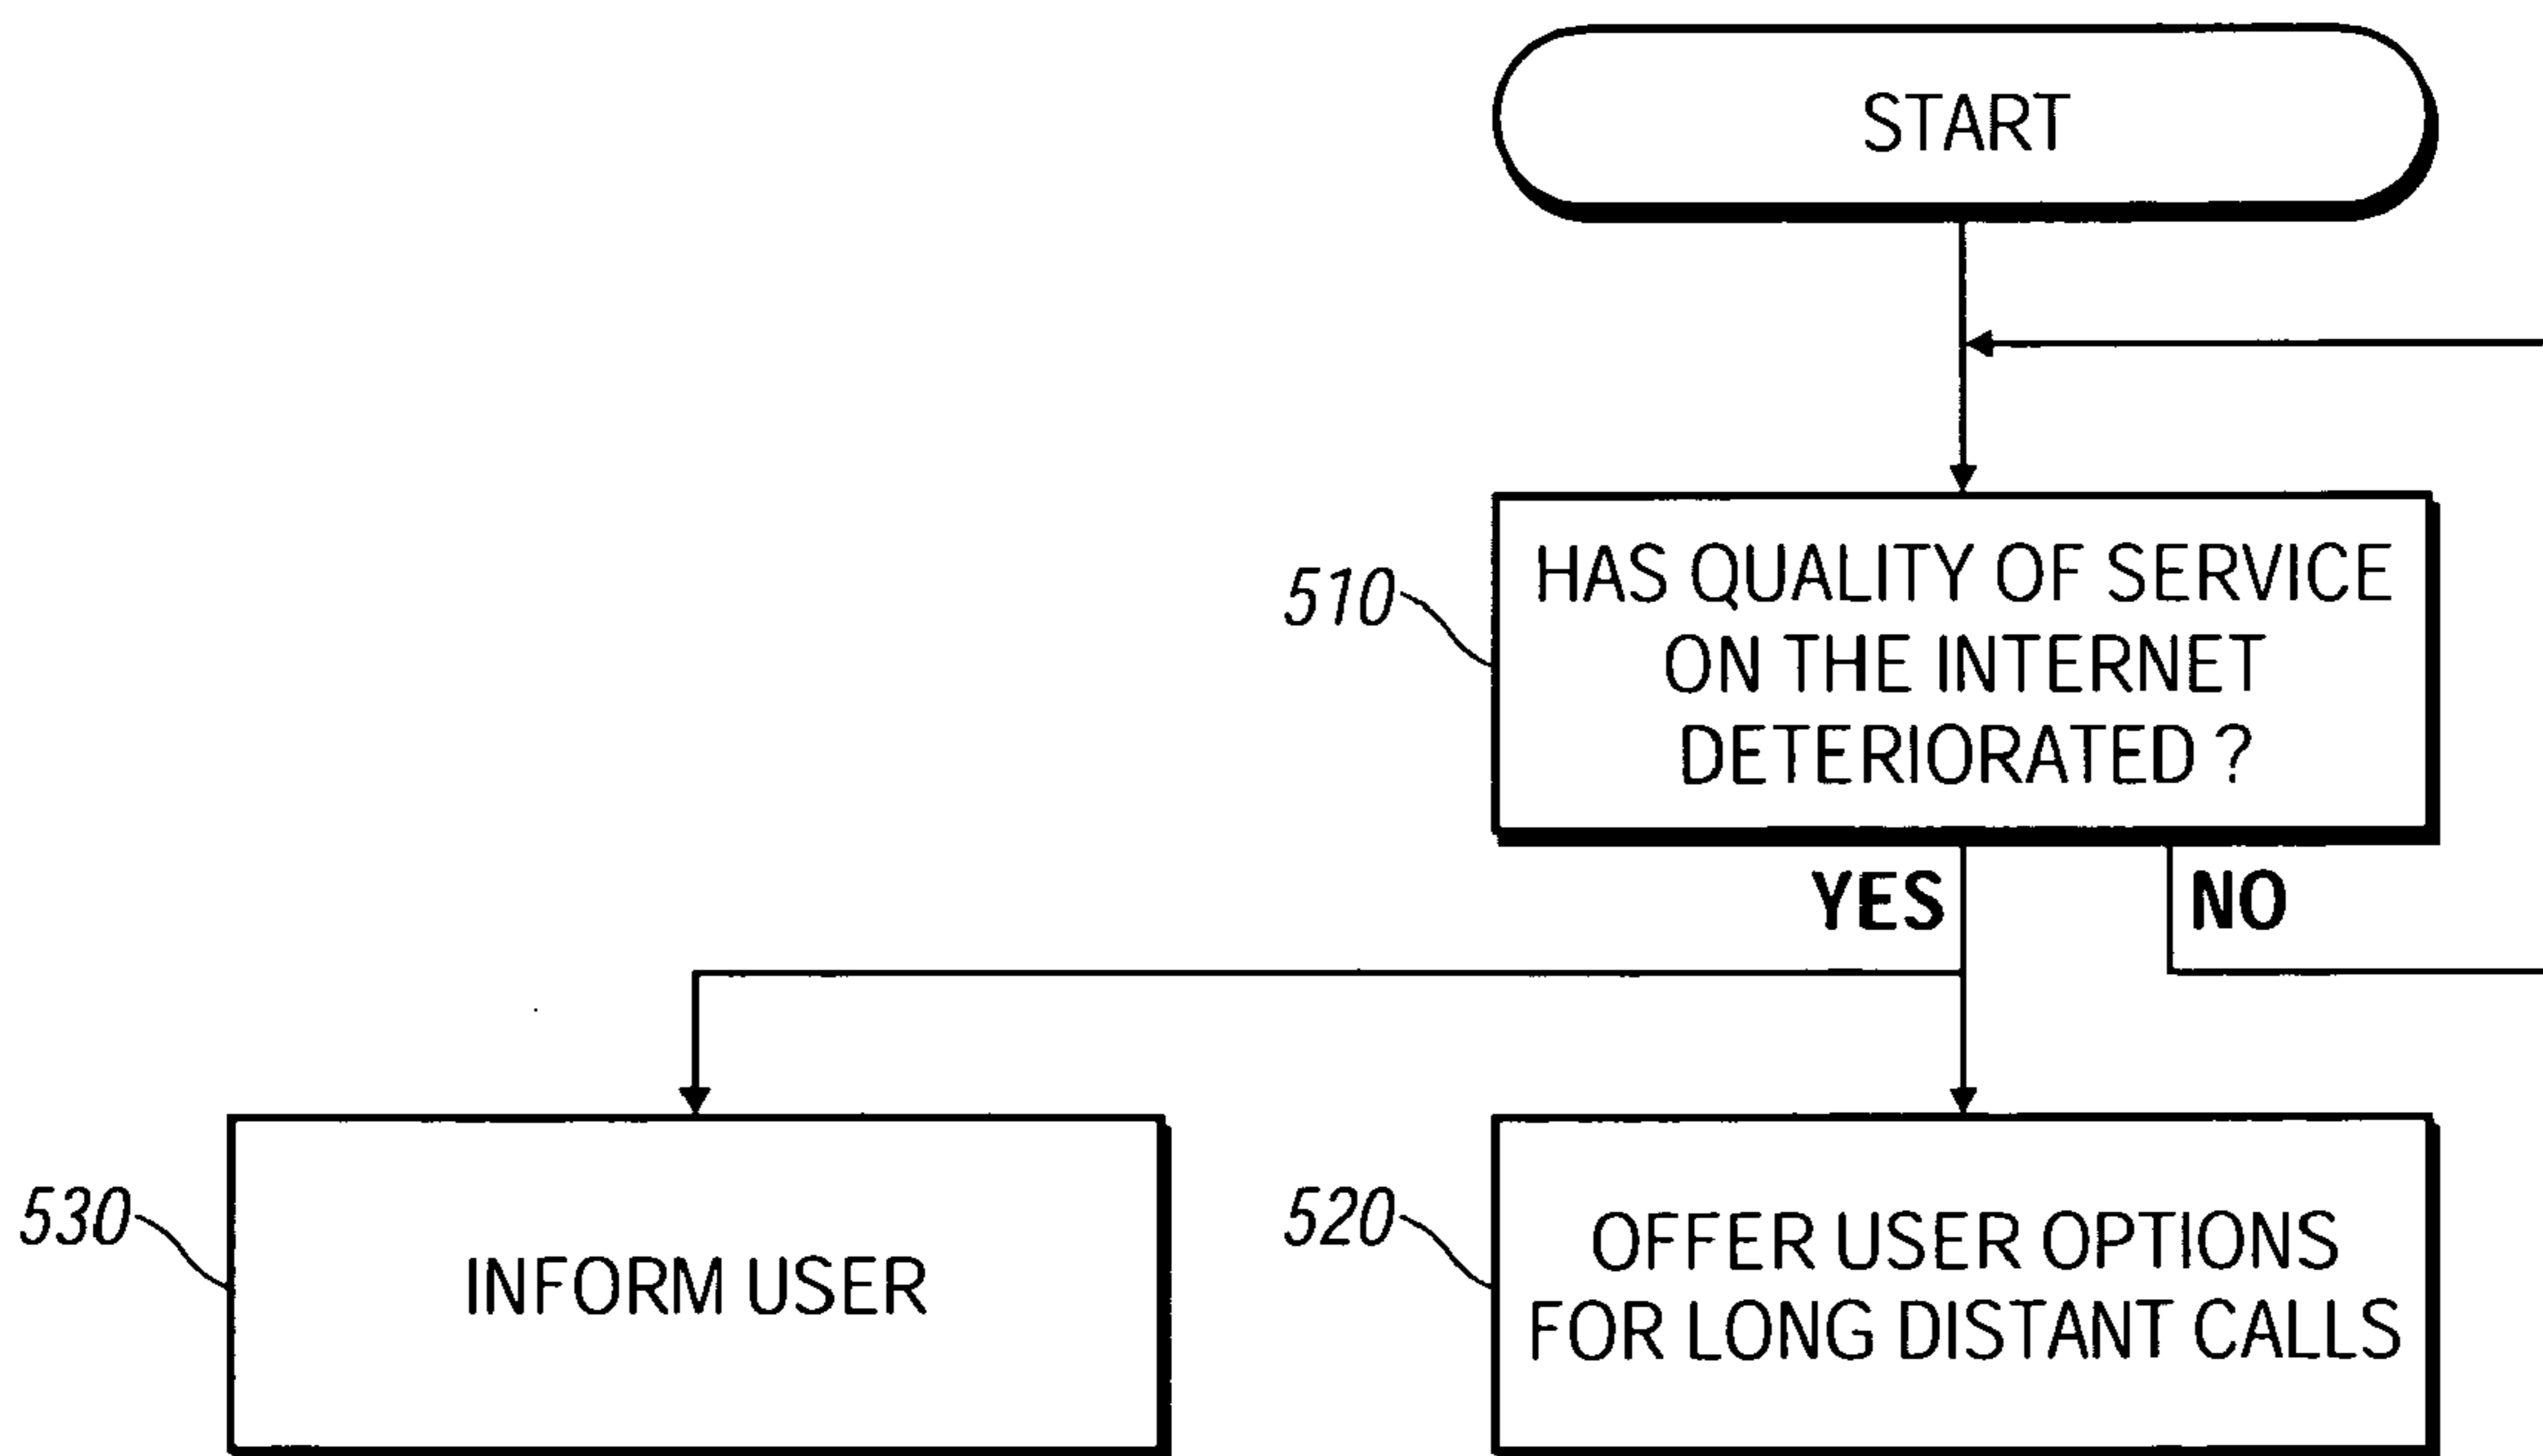 START
510
HAS QUALITY OF SERVICE
ON THE INTERNET
DETERIORATED ?
YES
NO
530
INFORM USER
520
OFFER USER OPTIONS
FOR LONG DISTANT CALLS